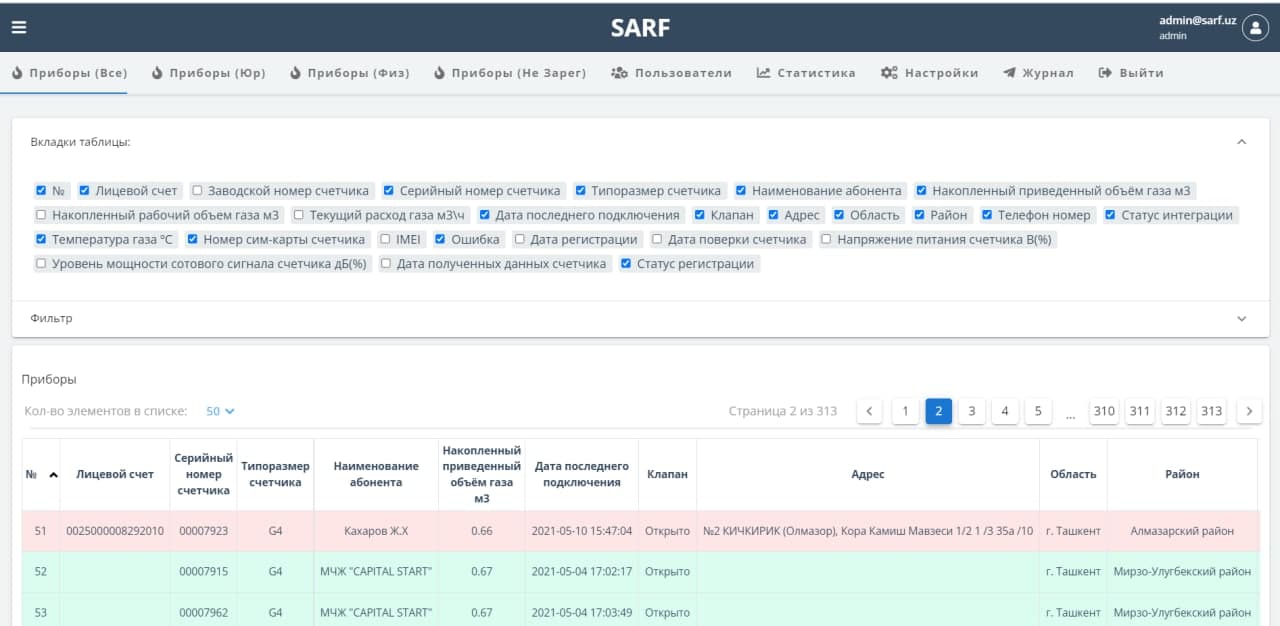 SARF
admin@sarf.uz
admin
Приборы (Все) Приборы (Юр) Приборы (Физ) Приборы (Не Зарег) Пользователи Статистика Настройки Журнал Выйти
Вкладки таблицы:
№ Лицевой счет Заводской номер счетчика Серийный номер счетчика Типоразмер счетчика Наименование абонента Накопленный приведенный объём газа м3
Накопленный рабочий объем газа м3 Текущий расход газа м3\ч Дата последнего подключения Клапан Адрес Область Район Телефон номер Статус интеграции
Температура газа °C Номер сим-карты счетчика IMEI Ошибка Дата регистрации Дата поверки счетчика Напряжение питания счетчика В(%)
Уровень мощности сотового сигнала счетчика дБ(%) Дата полученных данных счетчика Статус регистрации
Фильтр
Приборы
Кол-во элементов в списке: 50 Страница 2 из 313 1 2 3 4 5 ... 310 311 312 313
№ Лицевой счет Серийный номер счетчика Типоразмер счетчика Наименование абонента Накопленный приведенный объём газа м3 Дата последнего подключения Клапан Адрес Область Район
51 0025000008292010 00007923 G4 Кахаров Ж.Х 0.66 2021-05-10 15:47:04 Открыто №2 КИЧКИРИК (Олмазор), Кора Камиш Мавзеси 1/2 1 /3 35а /10 г. Ташкент Алмазарский район
52 00007915 G4 МЧЖ "CAPITAL START" 0.67 2021-05-04 17:02:17 Открыто г. Ташкент Мирзо-Улугбекский район
53 00007962 G4 МЧЖ "CAPITAL START" 0.67 2021-05-04 17:03:49 Открыто г. Ташкент Мирзо-Улугбекский район